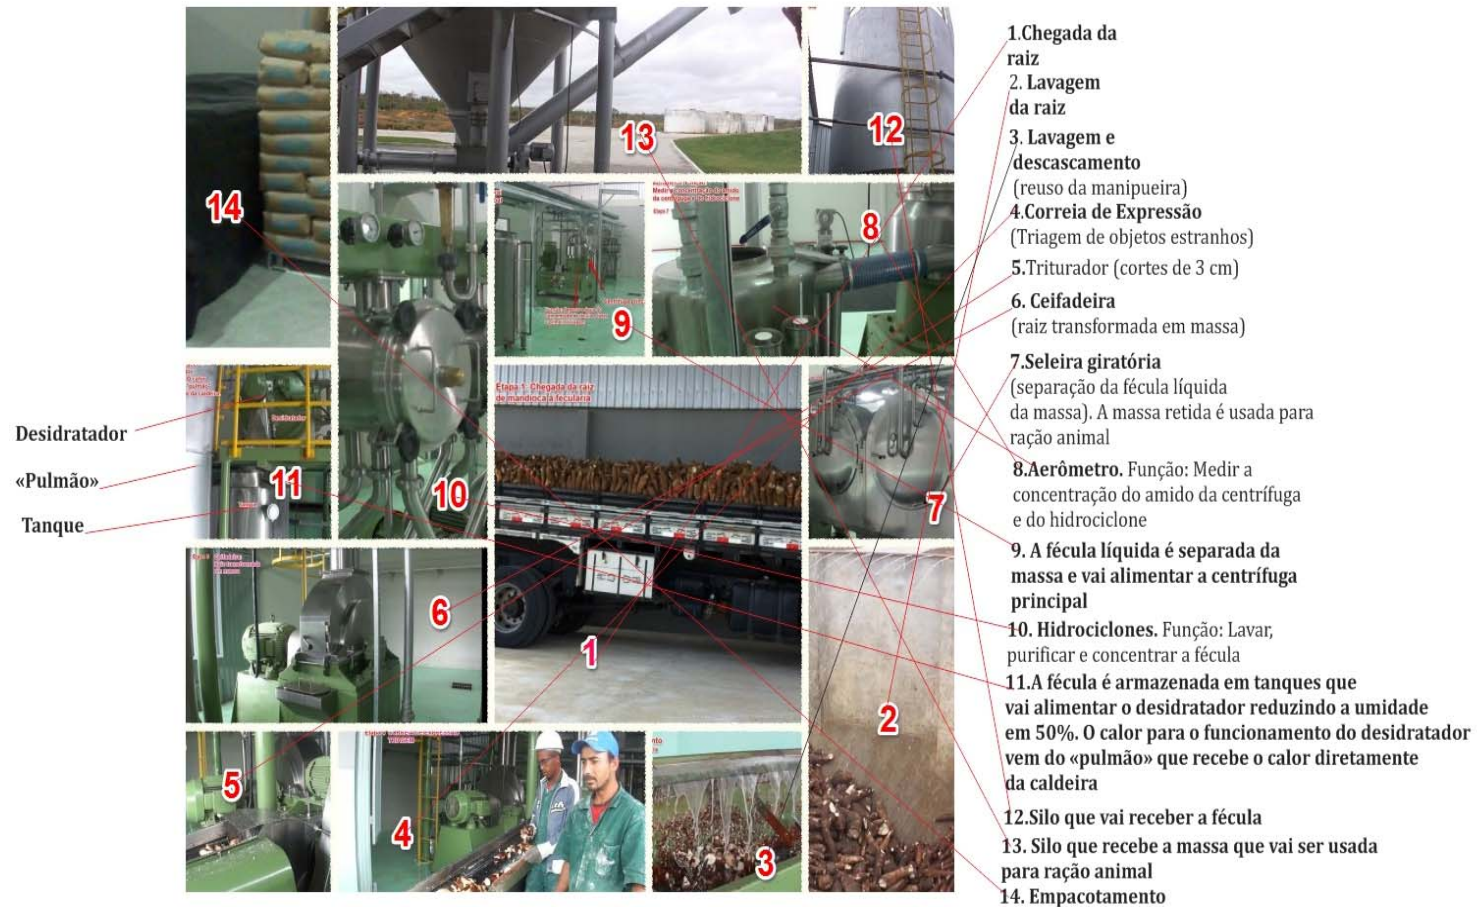 1.Chegada da
raiz
2. Lavagem
da raiz
3. Lavagem e
descascamento
(reuso da manipueira)
4.Correia de Expressão
(Triagem de objetos estranhos)
5.Triturador (cortes de 3 cm)
6. Ceifadeira
(raiz transformada em massa)
7.Seleira giratória
(separação da fécula líquida
da massa). A massa retida é usada para
ração animal
8.Aerômetro. Função: Medir a
concentração do amido da centrífuga
e do hidrociclone
9. A fécula líquida é separada da
massa e vai alimentar a centrífuga
principal
10. Hidrociclones. Função: Lavar,
purificar e concentrar a fécula
11.A fécula é armazenada em tanques que
vai alimentar o desidratador reduzindo a umidade
em 50%. O calor para o funcionamento do desidratador
vem do «pulmão» que recebe o calor diretamente
da caldeira
12.Silo que vai receber a fécula
13. Silo que recebe a massa que vai ser usada
para ração animal
14. Empacotamento
Desidratador
«Pulmão»
Tanque
14
13
12
10
9
8
11
Desidratador
Tanque
Etapa 1: Chegada da raiz
de mandioca à fecularia
1
7
6
2
5
4
3